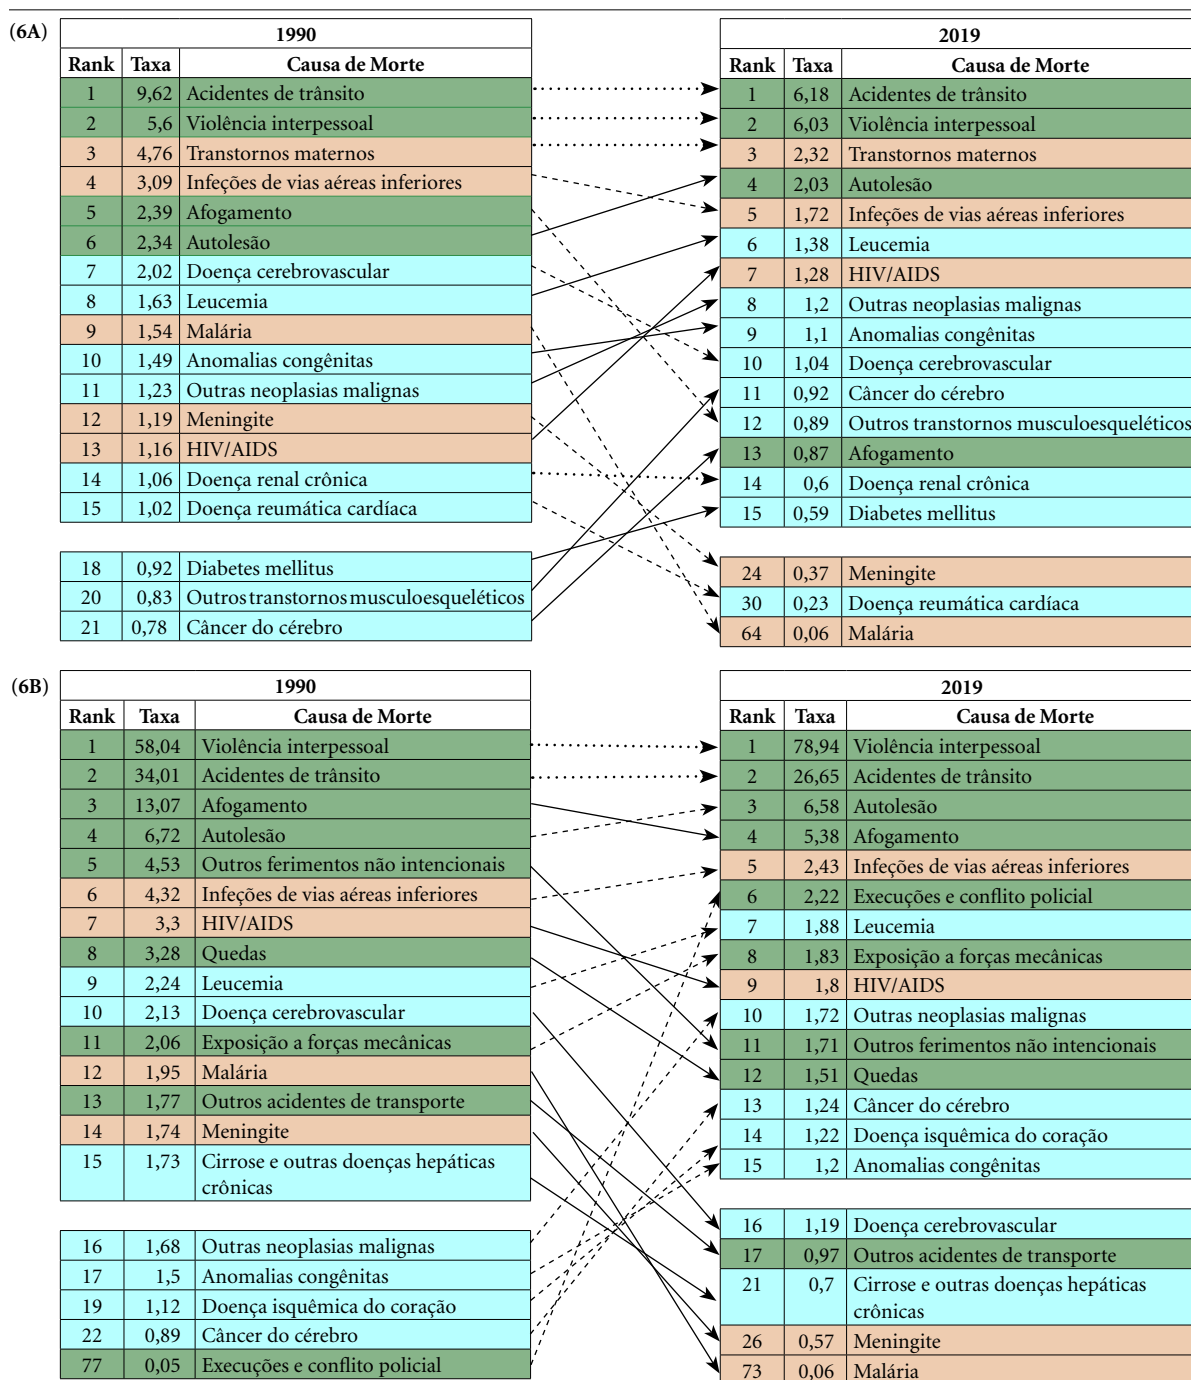 (6A)
1990
Rank Taxa Causa de Morte
1 9,62 Acidentes de trânsito
2 5,6 Violência interpessoal
3 4,76 Transtornos maternos
4 3,09 Infeções de vias aéreas inferiores
5 2,39 Afogamento
6 2,34 Autolesão
7 2,02 Doença cerebrovascular
8 1,63 Leucemia
9 1,54 Malária
10 1,49 Anomalias congênitas
11 1,23 Outras neoplasias malignas
12 1,19 Meningite
13 1,16 HIV/AIDS
14 1,06 Doença renal crônica
15 1,02 Doença reumática cardíaca
18 0,92 Diabetes mellitus
20 0,83 Outros transtornos musculoesqueléticos
21 0,78 Câncer do cérebro
2019
Rank Taxa Causa de Morte
1 6,18 Acidentes de trânsito
2 6,03 Violência interpessoal
3 2,32 Transtornos maternos
4 2,03 Autolesão
5 1,72 Infeções de vias aéreas inferiores
6 1,38 Leucemia
7 1,28 HIV/AIDS
8 1,2 Outras neoplasias malignas
9 1,1 Anomalias congênitas
10 1,04 Doença cerebrovascular
11 0,92 Câncer do cérebro
12 0,89 Outros transtornos musculoesqueléticos
13 0,87 Afogamento
14 0,6 Doença renal crônica
15 0,59 Diabetes mellitus
24 0,37 Meningite
30 0,23 Doença reumática cardíaca
64 0,06 Malária
(6B)
1990
Rank Taxa Causa de Morte
1 58,04 Violência interpessoal
2 34,01 Acidentes de trânsito
3 13,07 Afogamento
4 6,72 Autolesão
5 4,53 Outros ferimentos não intencionais
6 4,32 Infeções de vias aéreas inferiores
7 3,3 HIV/AIDS
8 3,28 Quedas
9 2,24 Leucemia
10 2,13 Doença cerebrovascular
11 2,06 Exposição a forças mecânicas
12 1,95 Malária
13 1,77 Outros acidentes de transporte
14 1,74 Meningite
15 1,73 Cirrose e outras doenças hepáticas
crônicas
16 1,68 Outras neoplasias malignas
17 1,5 Anomalias congênitas
19 1,12 Doença isquêmica do coração
22 0,89 Câncer do cérebro
77 0,05 Execuções e conflito policial
2019
Rank Taxa Causa de Morte
1 78,94 Violência interpessoal
2 26,65 Acidentes de trânsito
3 6,58 Autolesão
4 5,38 Afogamento
5 2,43 Infeções de vias aéreas inferiores
6 2,22 Execuções e conflito policial
7 1,88 Leucemia
8 1,83 Exposição a forças mecânicas
9 1,8 HIV/AIDS
10 1,72 Outras neoplasias malignas
11 1,71 Outros ferimentos não intencionais
12 1,51 Quedas
13 1,24 Câncer do cérebro
14 1,22 Doença isquêmica do coração
15 1,2 Anomalias congênitas
16 1,19 Doença cerebrovascular
17 0,97 Outros acidentes de transporte
21 0,7 Cirrose e outras doenças hepáticas
crônicas
26 0,57 Meningite
73 0,06 Malária